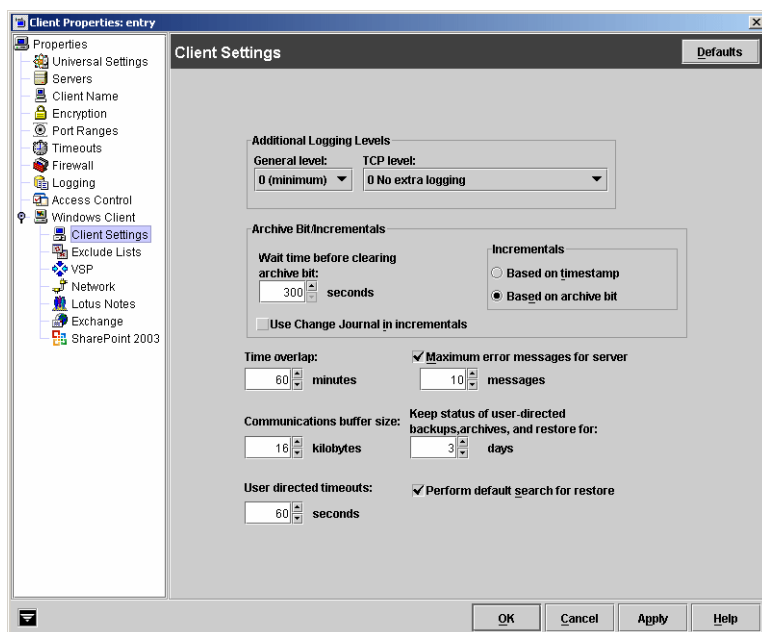 Client Properties: entry
Properties
Universal Settings
Servers
Client Name
Encryption
Port Ranges
Timeouts
Firewall
Logging
Access Control
Windows Client
Client Settings
Exclude Lists
VSP
Network
Lotus Notes
Exchange
SharePoint 2003
Client Settings
Defaults
Additional Logging Levels
General level:
TCP level:
0 (minimum)
0 No extra logging
Archive Bit/Incrementals
Wait time before clearing
archive bit:
300 seconds
Incrementals
Based on timestamp
Based on archive bit
Use Change Journal in incrementals
Time overlap:
60 minutes
Maximum error messages for server
10 messages
Communications buffer size:
16 kilobytes
Keep status of user-directed
backups,archives, and restore for:
3 days
User directed timeouts:
60 seconds
Perform default search for restore
OK
Cancel
Apply
Help